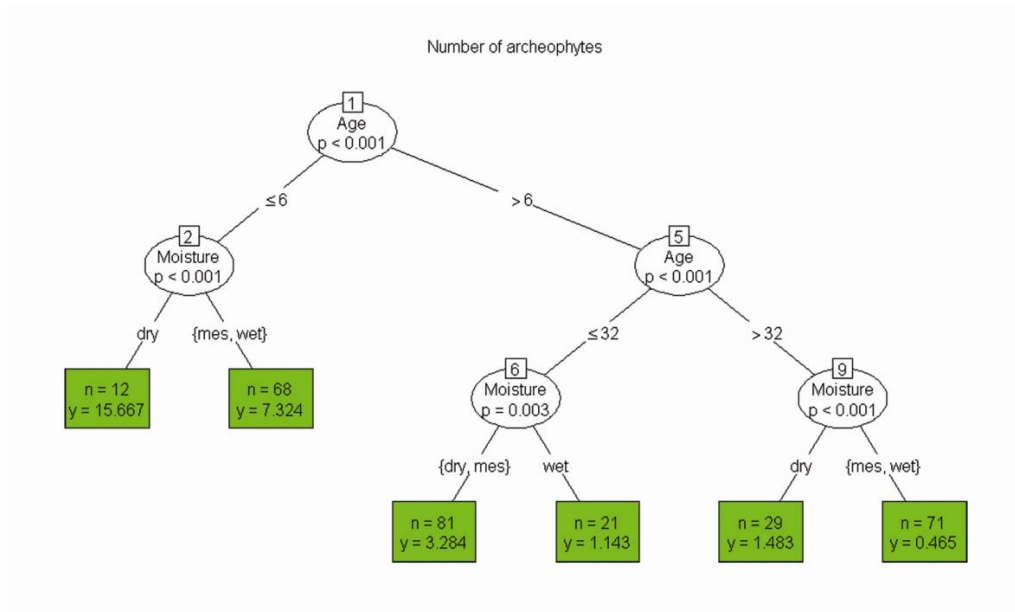 Number of archeophytes
1
Age
p < 0.001
≤ 6
> 6
2
Moisture
p < 0.001
5
Age
p < 0.001
dry
{mes, wet}
≤ 32
> 32
n = 12
y = 15.667
n = 68
y = 7.324
6
Moisture
p = 0.003
9
Moisture
p < 0.001
{dry, mes}
wet
dry
{mes, wet}
n = 81
y = 3.284
n = 21
y = 1.143
n = 29
y = 1.483
n = 71
y = 0.465